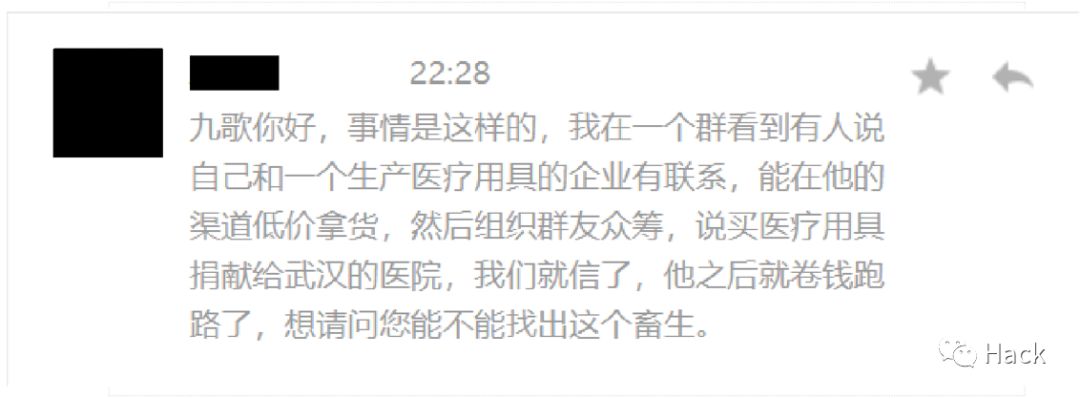 22:28
九歌你好，事情是这样的，我在一个群看到有人说
自己和一个生产医疗用具的企业有联系，能在他的
渠道低价拿货，然后组织群友众筹，说买医疗用具
捐献给武汉的医院，我们就信了，他之后就卷钱跑
路了，想请问您能不能找出这个畜生。
Hack